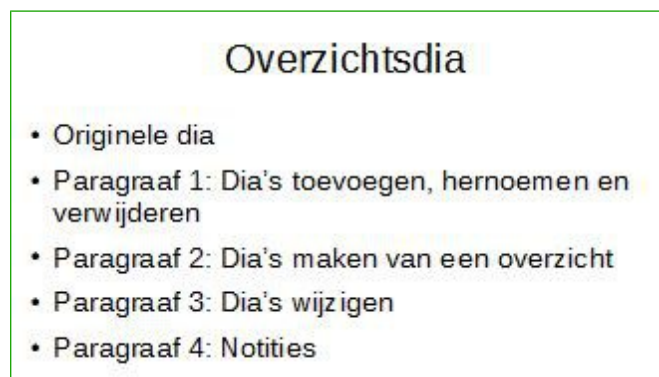 Overzichtsdia
• Originele dia
• Paragraaf 1: Dia's toevoegen, hernoemen en
verwijderen
• Paragraaf 2: Dia's maken van een overzicht
• Paragraaf 3: Dia's wijzigen
• Paragraaf 4: Notities